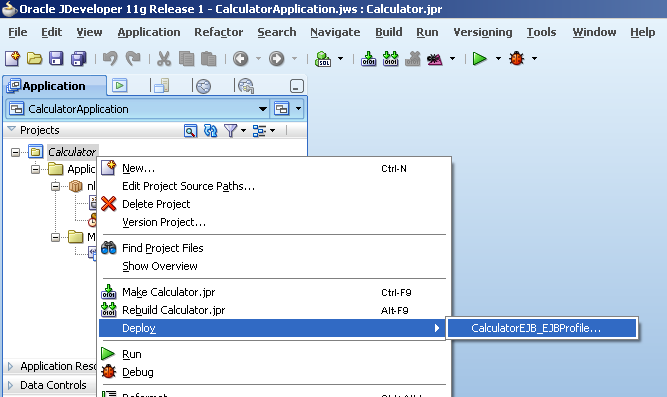 Oracle JDeveloper 11g Release 1 - CalculatorApplication.jws : Calculator.jpr
File Edit View Application Refactor Search Navigate Build Run Versioning Tools Window Help
Application
CalculatorApplication
Projects
Calculator
Applic
New... Ctrl-N
Edit Project Source Paths...
Delete Project
Version Project...
Find Project Files
Show Overview
Make Calculator.jpr Ctrl-F9
Rebuild Calculator.jpr Alt-F9
Deploy CalculatorEJB_EJBProfile...
Run
Application Reso
Debug
Data Controls